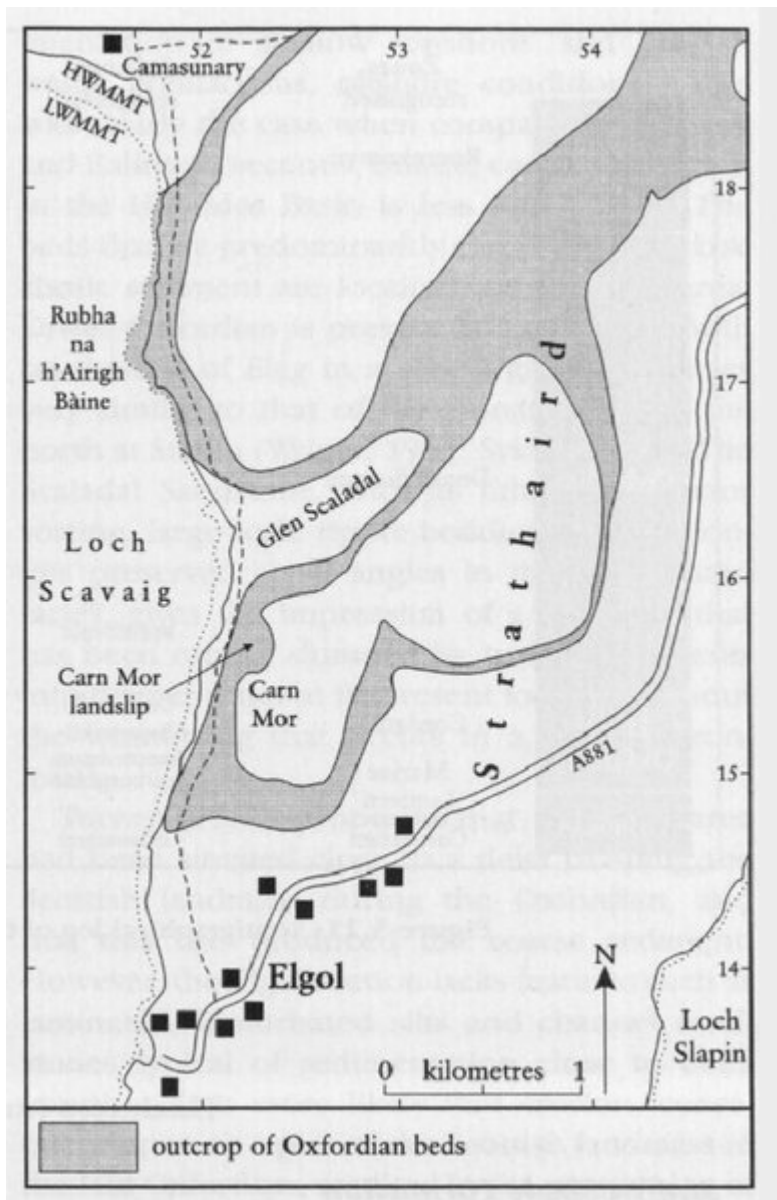 52
53
54
Camasunary
HWMMT
LWMMT
18
Rubha
na
h'Airigh
Bàine
17
Glen Scaladal
Strathaird
Loch
Scavaig
16
Carn Mor
landslip
Carn
Mor
A881
15
Elgol
14
N
Loch
Slapin
0 kilometres 1
outcrop of Oxfordian beds